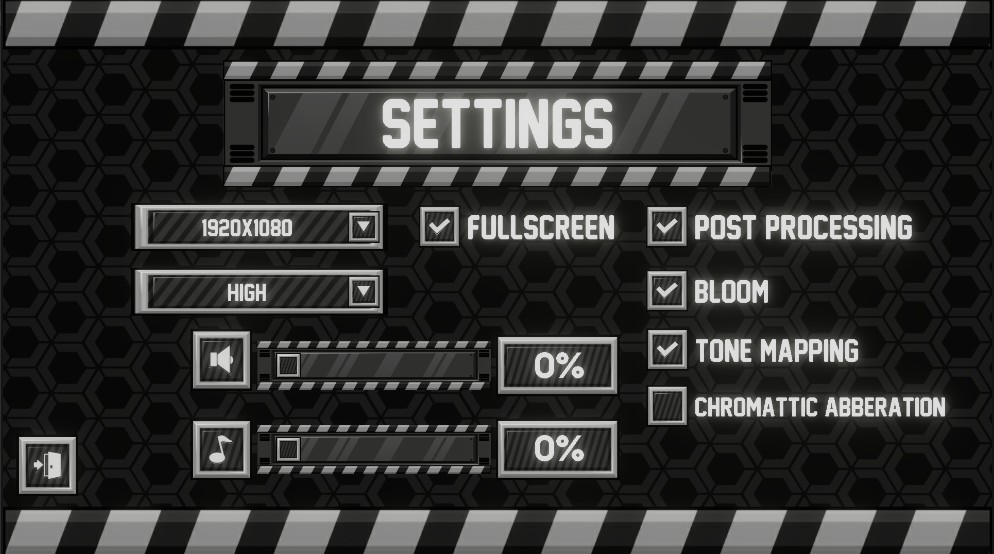 SETTINGS
1920X1080
FULLSCREEN
POST PROCESSING
HIGH
BLOOM
0%
TONE MAPPING
CHROMATTIC ABBERATION
0%